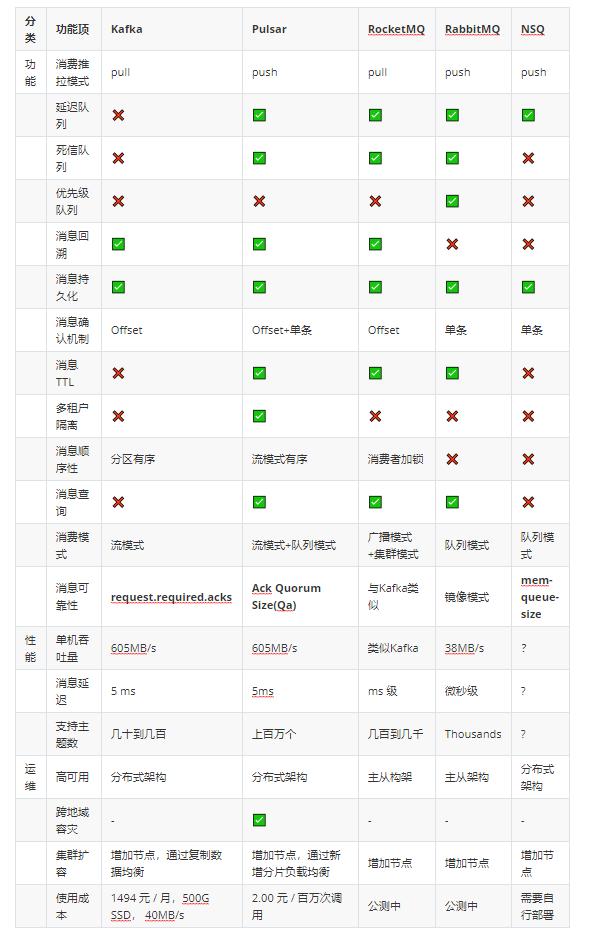 分类 功能顶 Kafka Pulsar RocketMQ RabbitMQ NSQ
功能 消费推拉模式 pull push pull push push
延迟队列 ❌ ✅ ✅ ✅ ✅
死信队列 ❌ ✅ ✅ ✅ ❌
优先级队列 ❌ ❌ ❌ ✅ ❌
消息回溯 ✅ ✅ ✅ ❌ ❌
消息持久化 ✅ ✅ ✅ ✅ ✅
消息确认机制 Offset Offset+单条 Offset 单条 单条
消息TTL ❌ ✅ ✅ ✅ ❌
多租户隔离 ❌ ✅ ❌ ❌ ❌
消息顺序性 分区有序 流模式有序 消费者加锁 ❌ ❌
消息查询 ❌ ✅ ✅ ✅ ❌
消费模式 流模式 流模式+队列模式 广播模式+集群模式 队列模式 队列模式
消息可靠性 request.required.acks Ack Quorum Size(Qa) 与Kafka类似 镜像模式 mem-queue-size
性能 单机吞吐量 605MB/s 605MB/s 类似Kafka 38MB/s ?
消息延迟 5 ms 5ms ms 级 微秒级 ?
支持主题数 几十到几百 上百万个 几百到几千 Thousands ?
运维 高可用 分布式架构 分布式架构 主从构架 主从架构 分布式架构
跨地域容灾 - ✅ - - -
集群扩容 增加节点，通过复制数据均衡 增加节点，通过新增分片负载均衡 增加节点 增加节点 增加节点
使用成本 1494 元 / 月，500G SSD， 40MB/s 2.00 元 / 百万次调用 公测中 公测中 需要自行部署